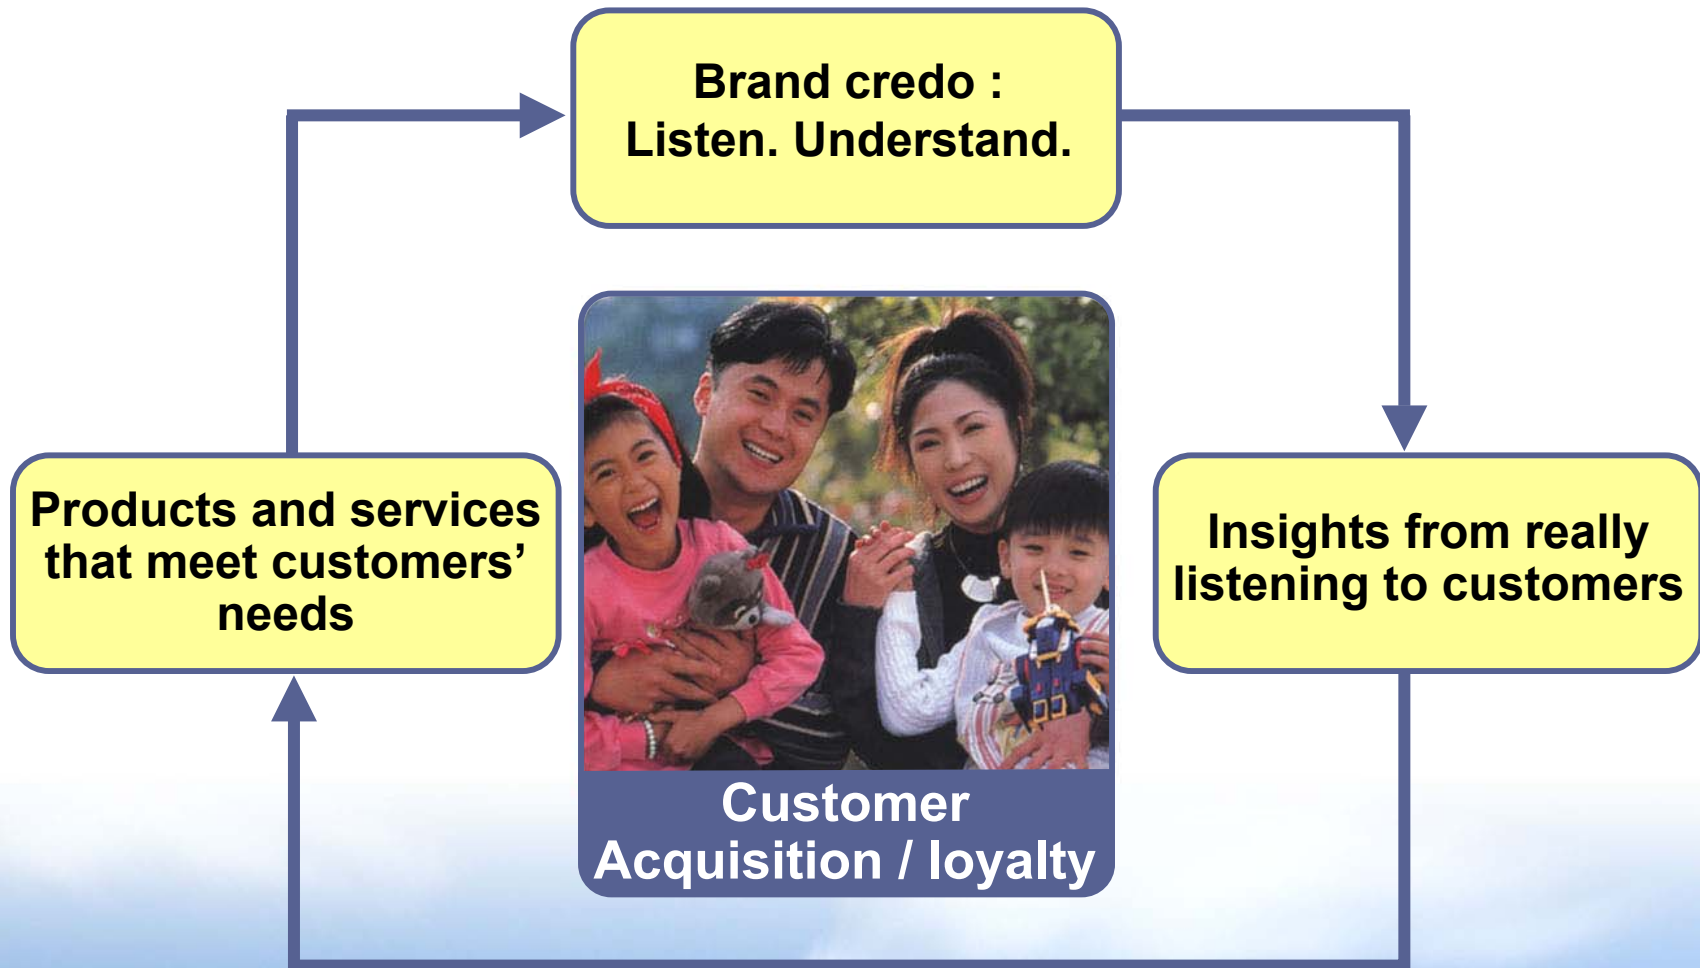 Brand credo :
Listen. Understand.
Products and services
that meet customers’
needs
Insights from really
listening to customers
Customer
Acquisition / loyalty